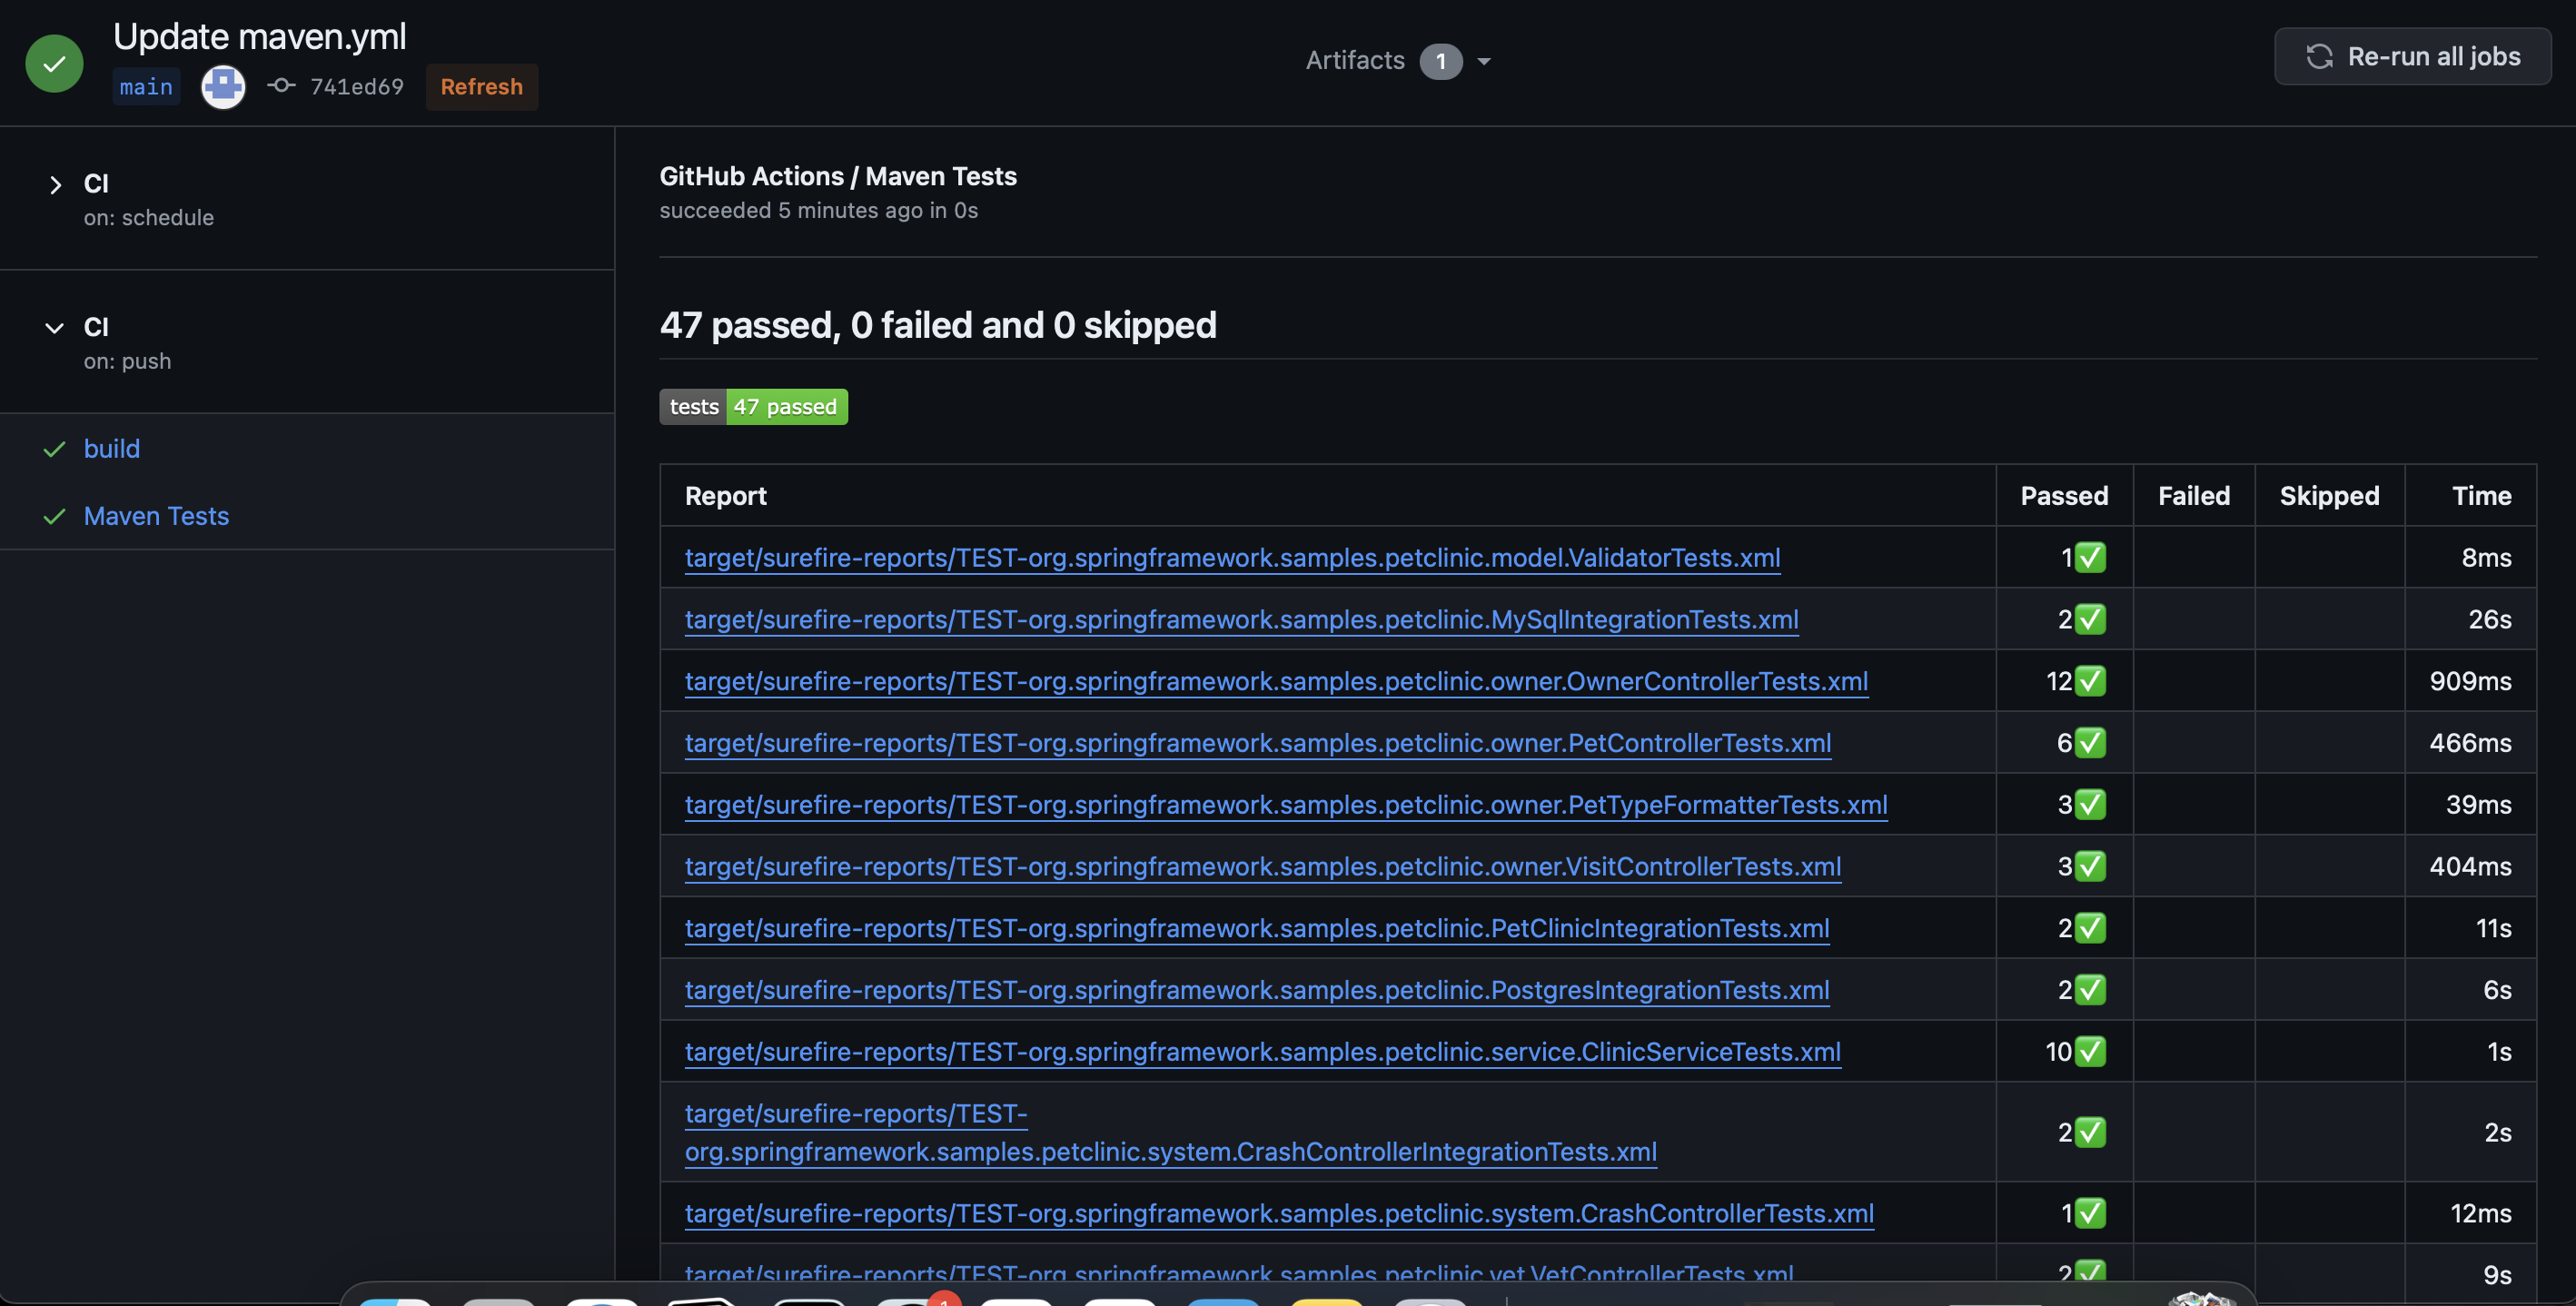 Update maven.yml
main 741ed69 Refresh
Artifacts 1
Re-run all jobs
CI
on: schedule
CI
on: push
build
Maven Tests
GitHub Actions / Maven Tests
succeeded 5 minutes ago in 0s
47 passed, 0 failed and 0 skipped
tests 47 passed
Report Passed Failed Skipped Time
target/surefire-reports/TEST-org.springframework.samples.petclinic.model.ValidatorTests.xml 1✅ 8ms
target/surefire-reports/TEST-org.springframework.samples.petclinic.MySqlIntegrationTests.xml 2✅ 26s
target/surefire-reports/TEST-org.springframework.samples.petclinic.owner.OwnerControllerTests.xml 12✅ 909ms
target/surefire-reports/TEST-org.springframework.samples.petclinic.owner.PetControllerTests.xml 6✅ 466ms
target/surefire-reports/TEST-org.springframework.samples.petclinic.owner.PetTypeFormatterTests.xml 3✅ 39ms
target/surefire-reports/TEST-org.springframework.samples.petclinic.owner.VisitControllerTests.xml 3✅ 404ms
target/surefire-reports/TEST-org.springframework.samples.petclinic.PetClinicIntegrationTests.xml 2✅ 11s
target/surefire-reports/TEST-org.springframework.samples.petclinic.PostgresIntegrationTests.xml 2✅ 6s
target/surefire-reports/TEST-org.springframework.samples.petclinic.service.ClinicServiceTests.xml 10✅ 1s
target/surefire-reports/TEST-
org.springframework.samples.petclinic.system.CrashControllerIntegrationTests.xml 2✅ 2s
target/surefire-reports/TEST-org.springframework.samples.petclinic.system.CrashControllerTests.xml 1✅ 12ms
target/surefire-reports/TEST-org.springframework.samples.petclinic.vet.VetControllerTests.xml 2✅ 9s
1